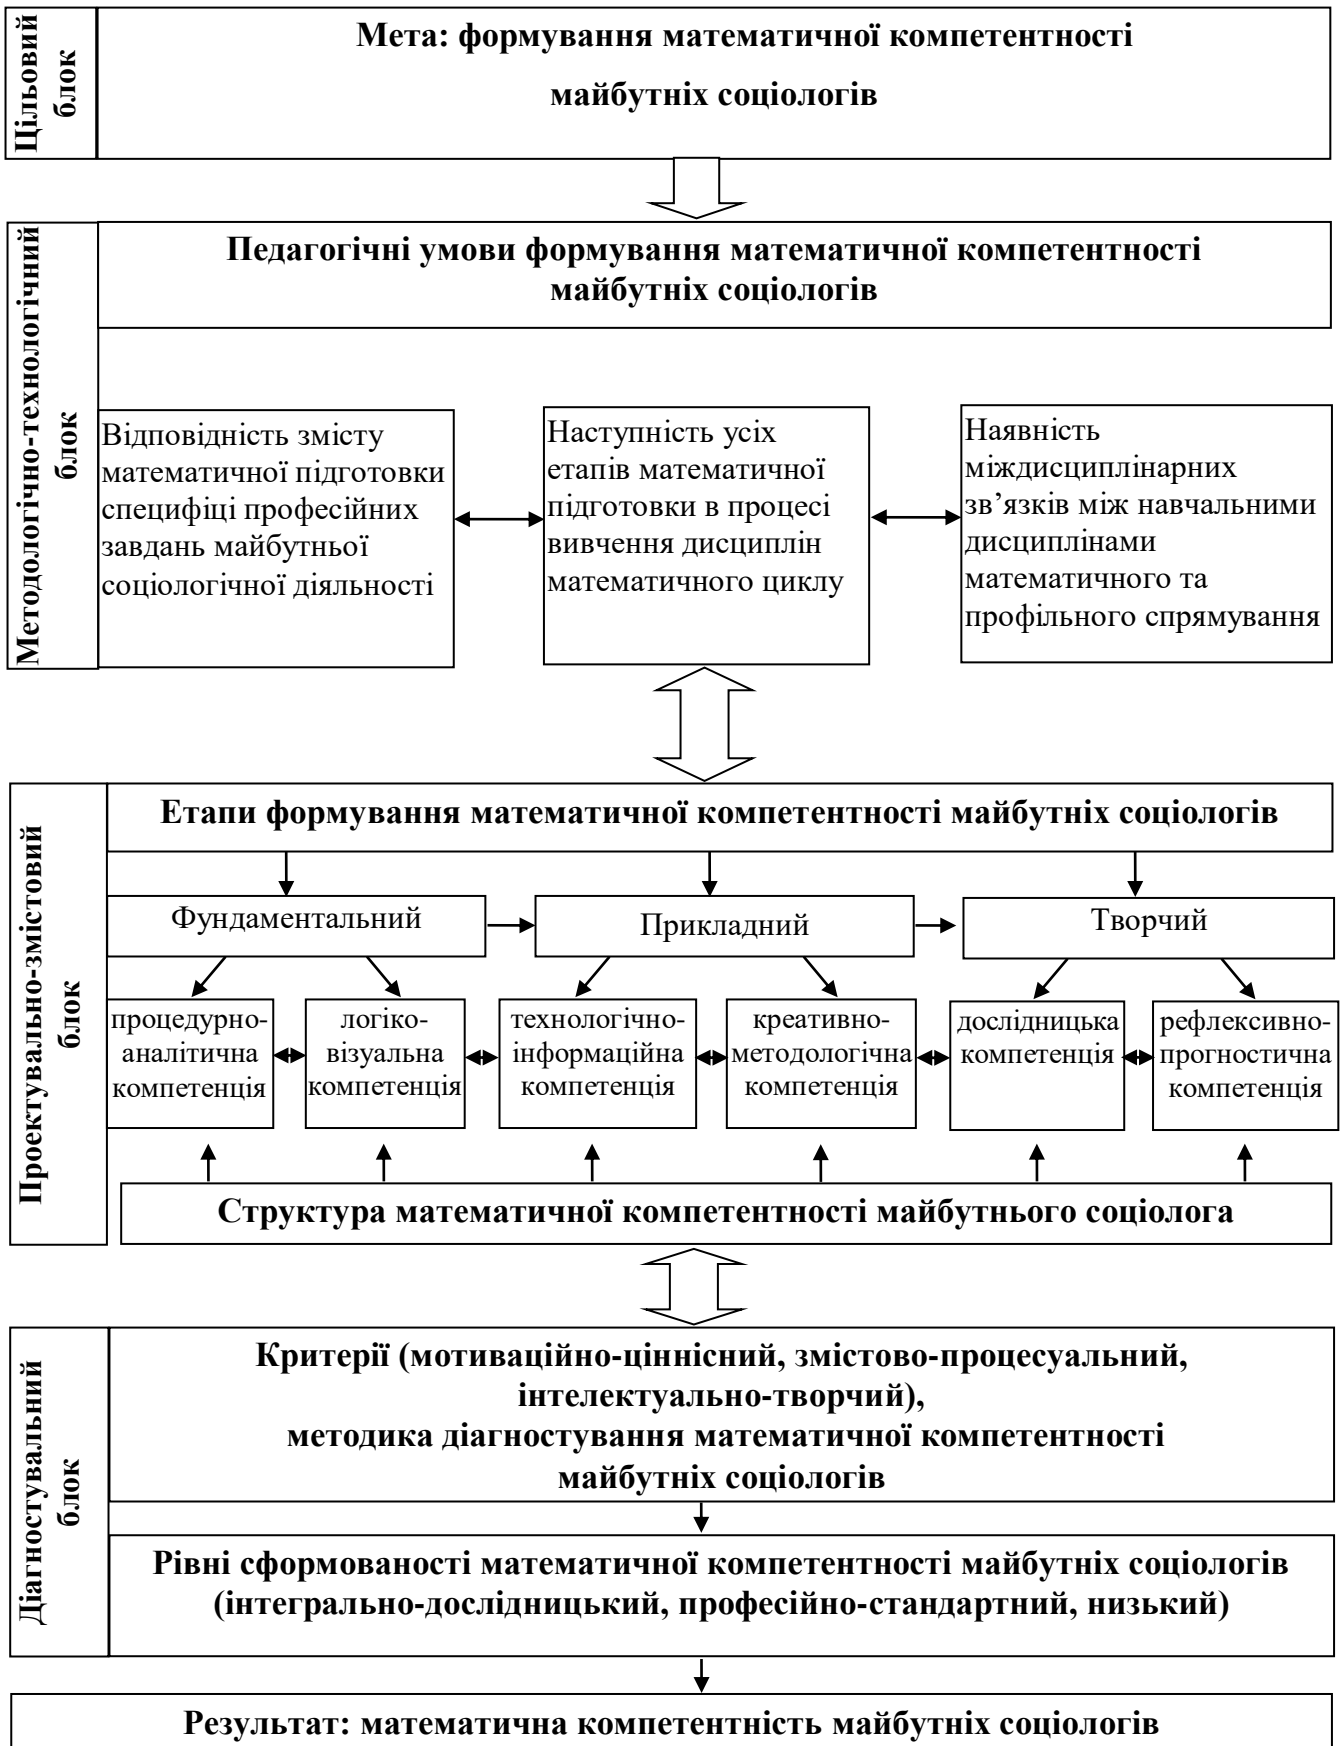 Цільовий
блок
Мета: формування математичної компетентності
майбутніх соціологів
Методологічно-технологічний
блок
Педагогічні умови формування математичної компетентності
майбутніх соціологів
Відповідність змісту
математичної підготовки
специфіці професійних
завдань майбутньої
соціологічної діяльності
Наступність усіх
етапів математичної
підготовки в процесі
вивчення дисциплін
математичного циклу
Наявність
міждисциплінарних
зв’язків між навчальними
дисциплінами
математичного та
профільного спрямування
Проектувально-змістовий
блок
Етапи формування математичної компетентності майбутніх соціологів
Фундаментальний
Прикладний
Творчий
процедурно-
аналітична
компетенція
логіко-
візуальна
компетенція
технологічно-
інформаційна
компетенція
креативно-
методологічна
компетенція
дослідницька
компетенція
рефлексивно-
прогностична
компетенція
Структура математичної компетентності майбутнього соціолога
Діагностувальний
блок
Критерії (мотиваційно-ціннісний, змістово-процесуальний,
інтелектуально-творчий),
методика діагностування математичної компетентності
майбутніх соціологів
Рівні сформованості математичної компетентності майбутніх соціологів
(інтегрально-дослідницький, професійно-стандартний, низький)
Результат: математична компетентність майбутніх соціологів